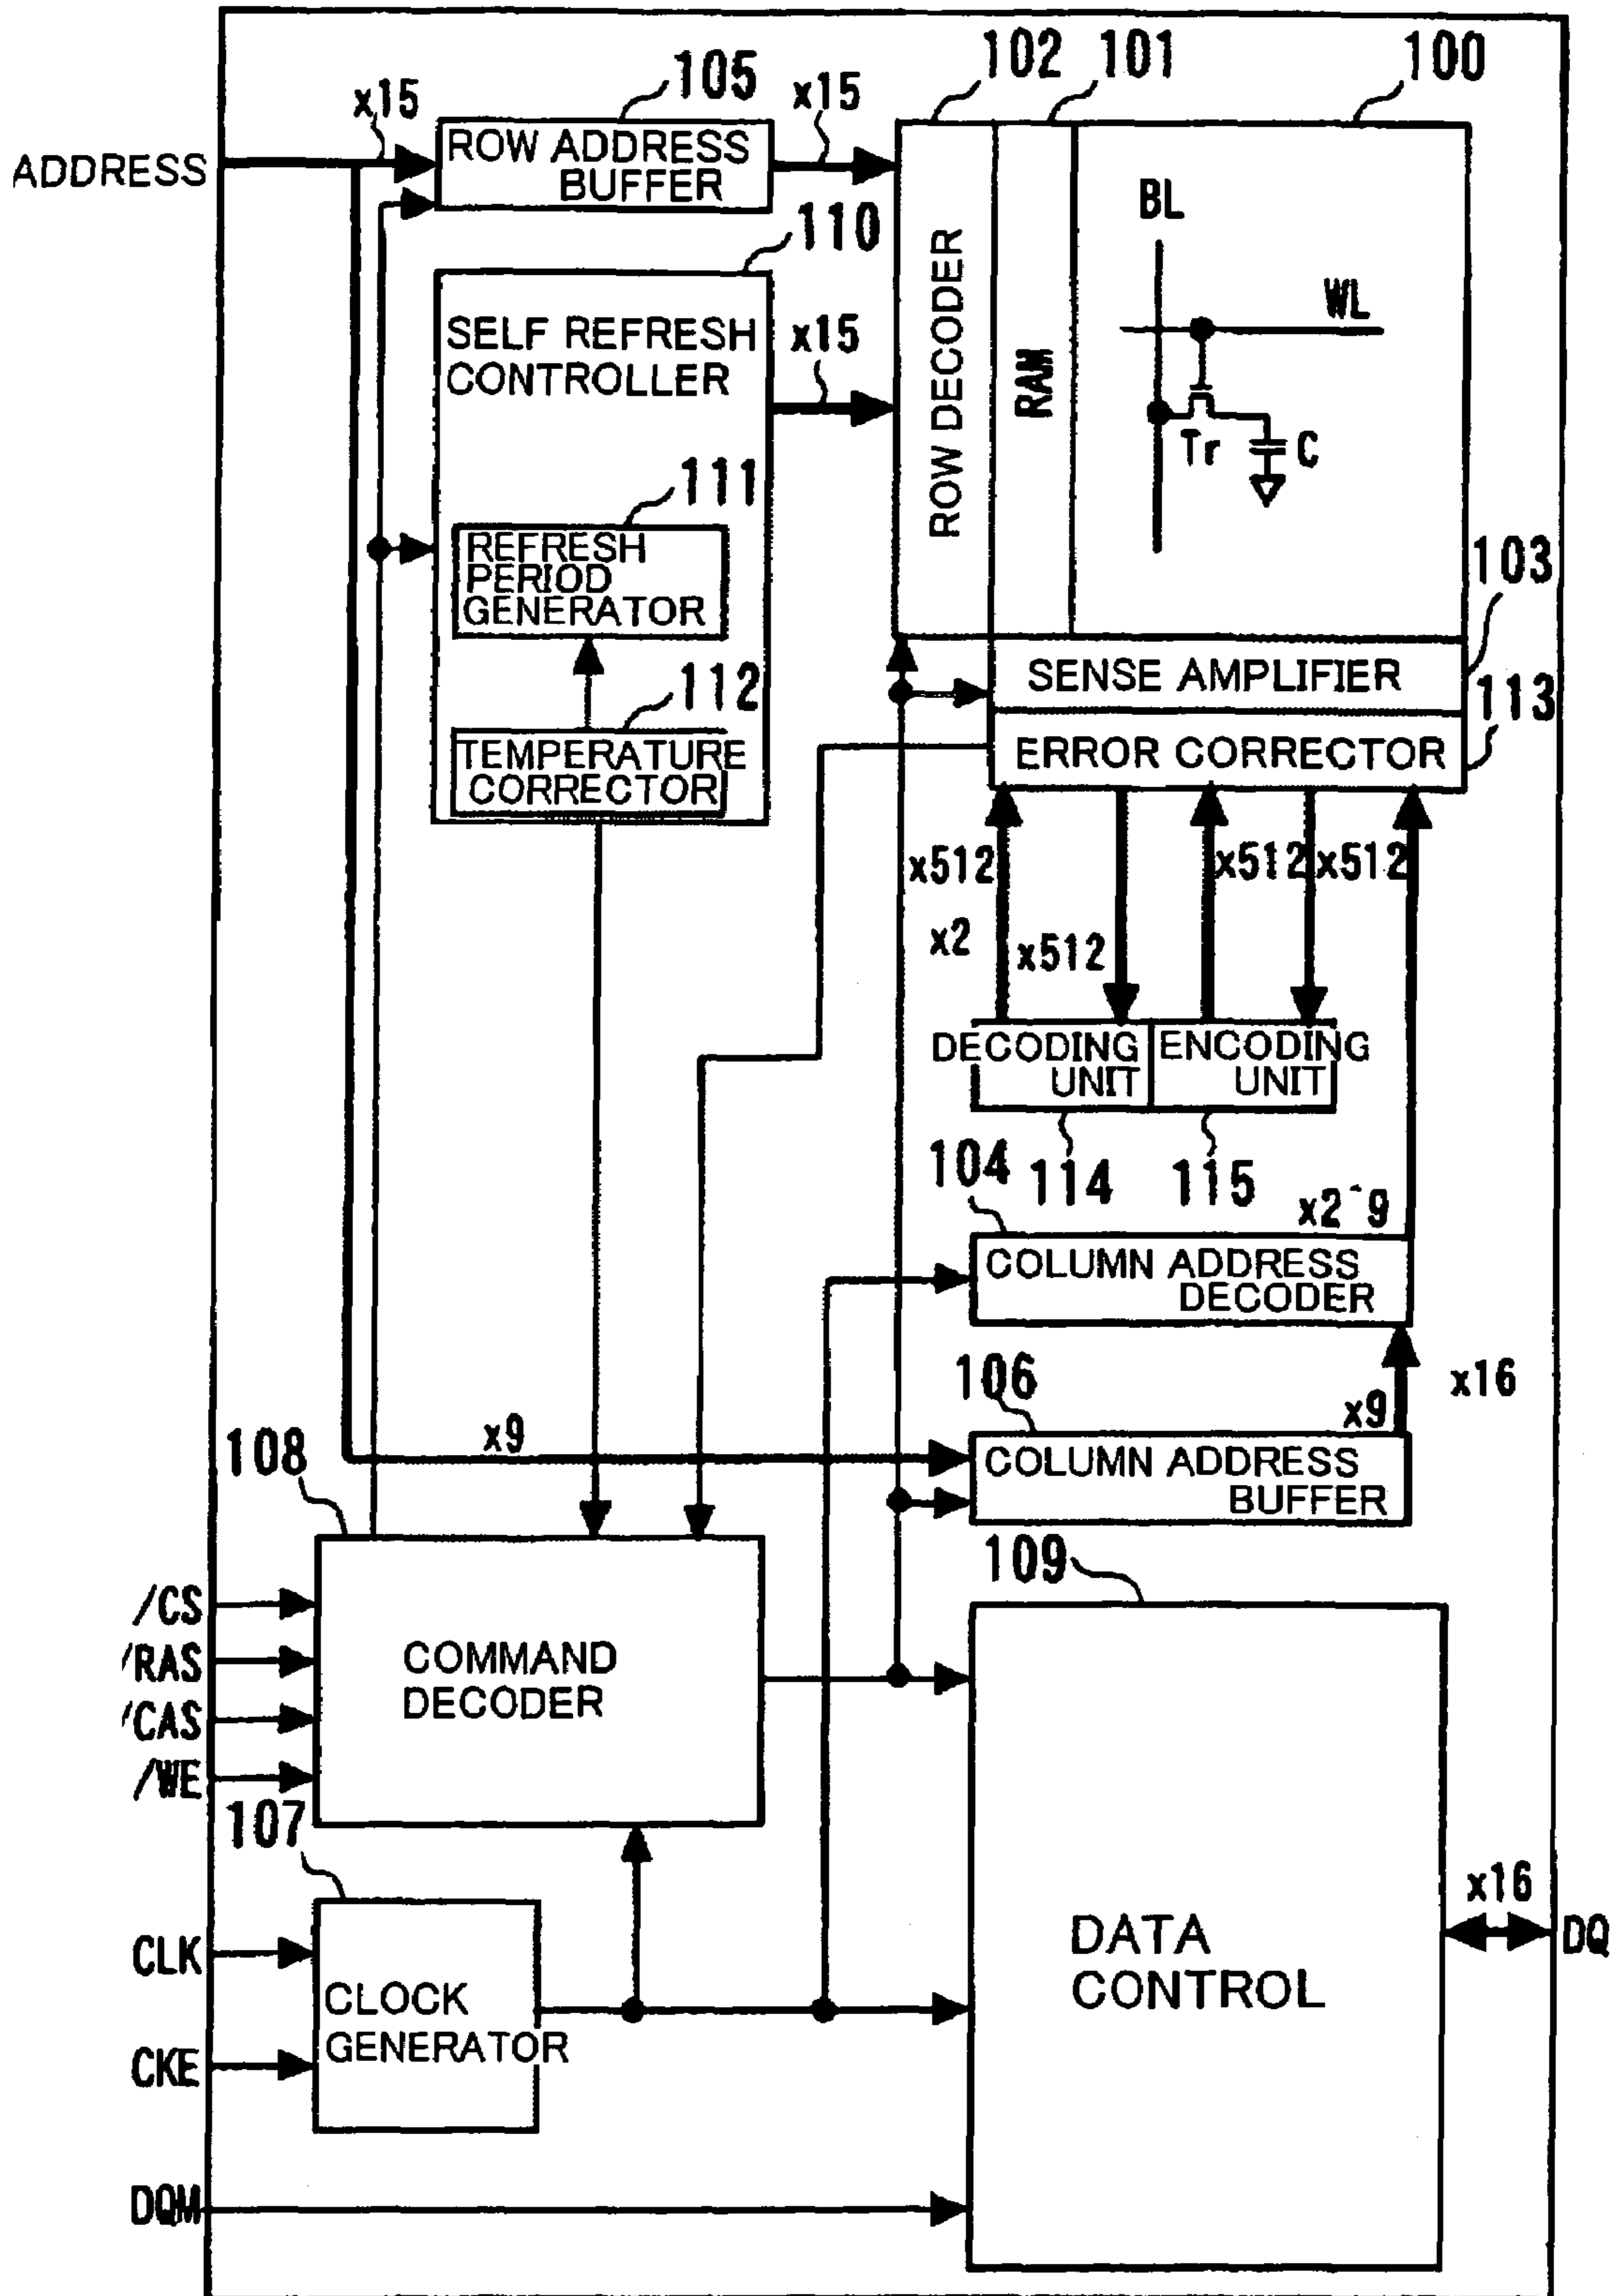 102 101 100
105
x15
x15
ADDRESS
ROW ADDRESS
BUFFER
110
SELF REFRESH
CONTROLLER
x15
ROW DECODER
RAM
BL
WL
Tr
C
111
REFRESH
PERIOD
GENERATOR
103
112
SENSE AMPLIFIER
113
TEMPERATURE
CORRECTOR
ERROR CORRECTOR
x512
x512
x512
x2
x512
DECODING
UNIT
ENCODING
UNIT
104
114
115
x2^9
COLUMN ADDRESS
DECODER
106
x16
x9
x9
108
COLUMN ADDRESS
BUFFER
109
/CS
/RAS
/CAS
/WE
COMMAND
DECODER
107
x16
CLK
CKE
CLOCK
GENERATOR
DATA
CONTROL
DQ
DQM